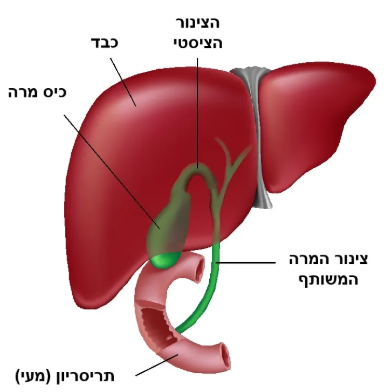 הצינור
הציסטי
כבד
כיס מרה
צינור המרה
המשותף
תריסריון (מעי)